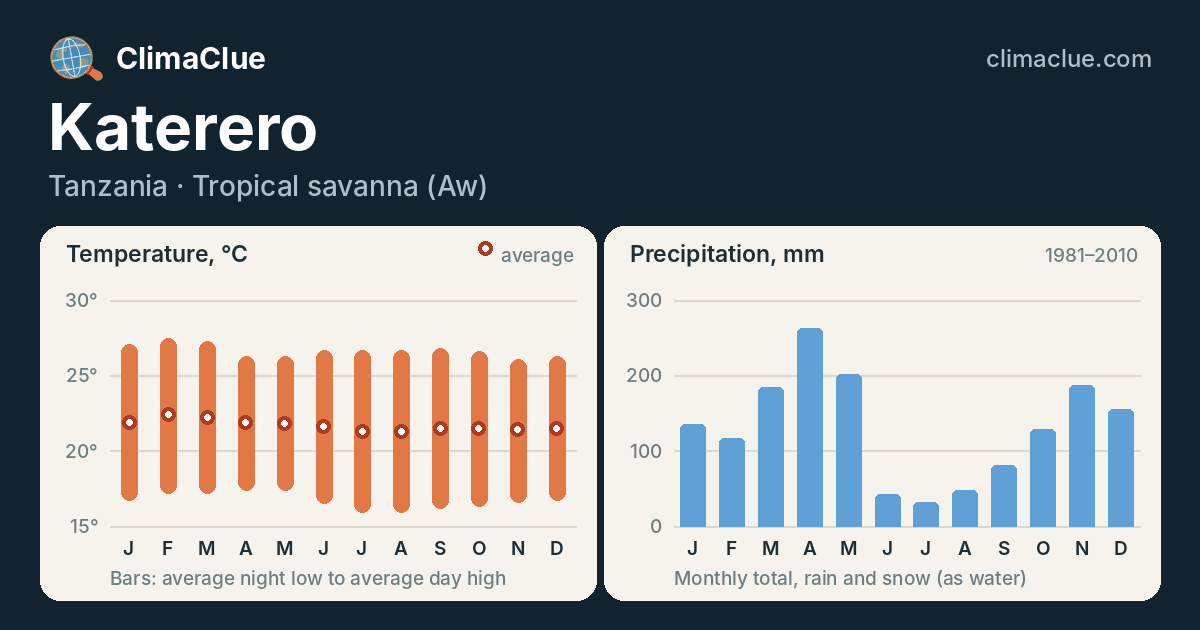 ClimaClue
climaclue.com
Katerero
Tanzania · Tropical savanna (Aw)
Temperature, °C
average
30°
25°
20°
15°
J F M A M J J A S O N D
Bars: average night low to average day high
Precipitation, mm
1981–2010
300
200
100
0
J F M A M J J A S O N D
Monthly total, rain and snow (as water)